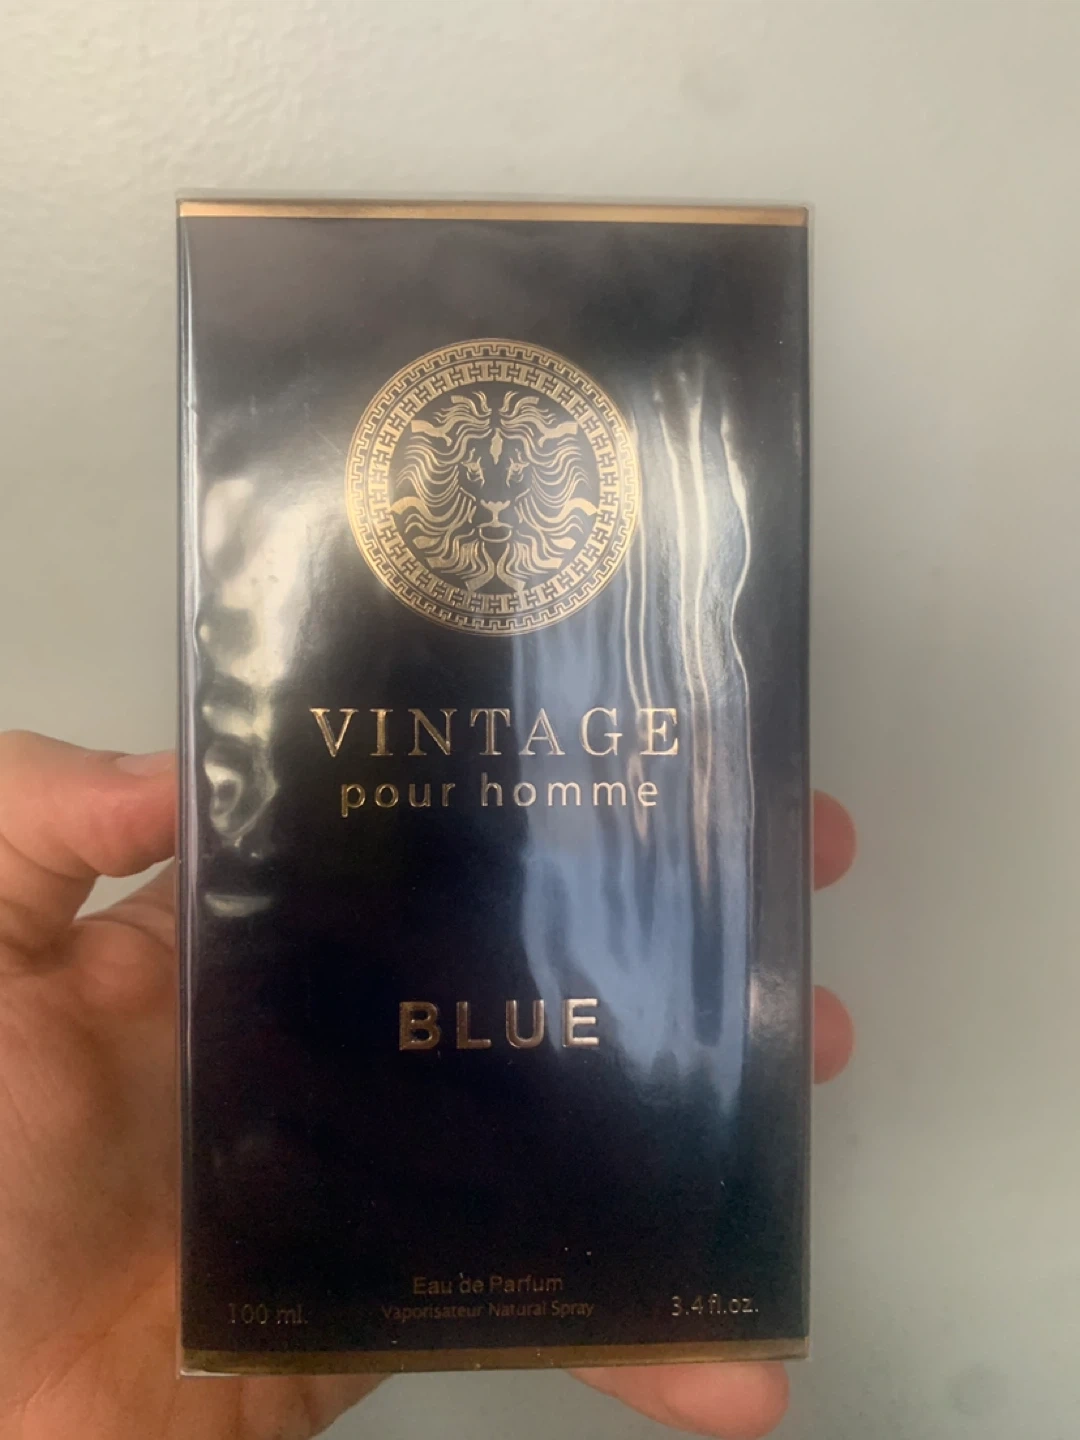 VINTAGE
pour homme
BLUE
Eau de Parfum
Vaporisateur Natural Spray
100 ml.
3.4 fl.oz.